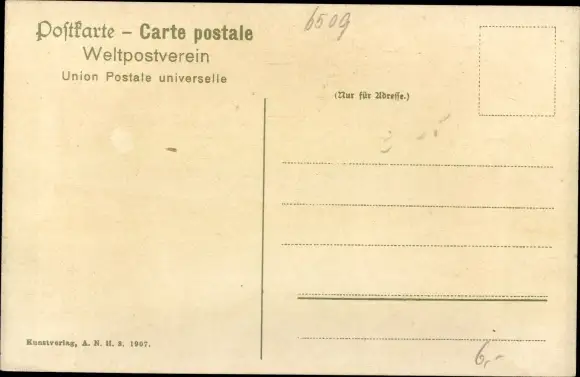 6509
Postkarte – Carte postale
Weltpostverein
Union Postale universelle
(Nur für Adresse.)
Kunstverlag, A. N. H. 3. 1907.
6,-